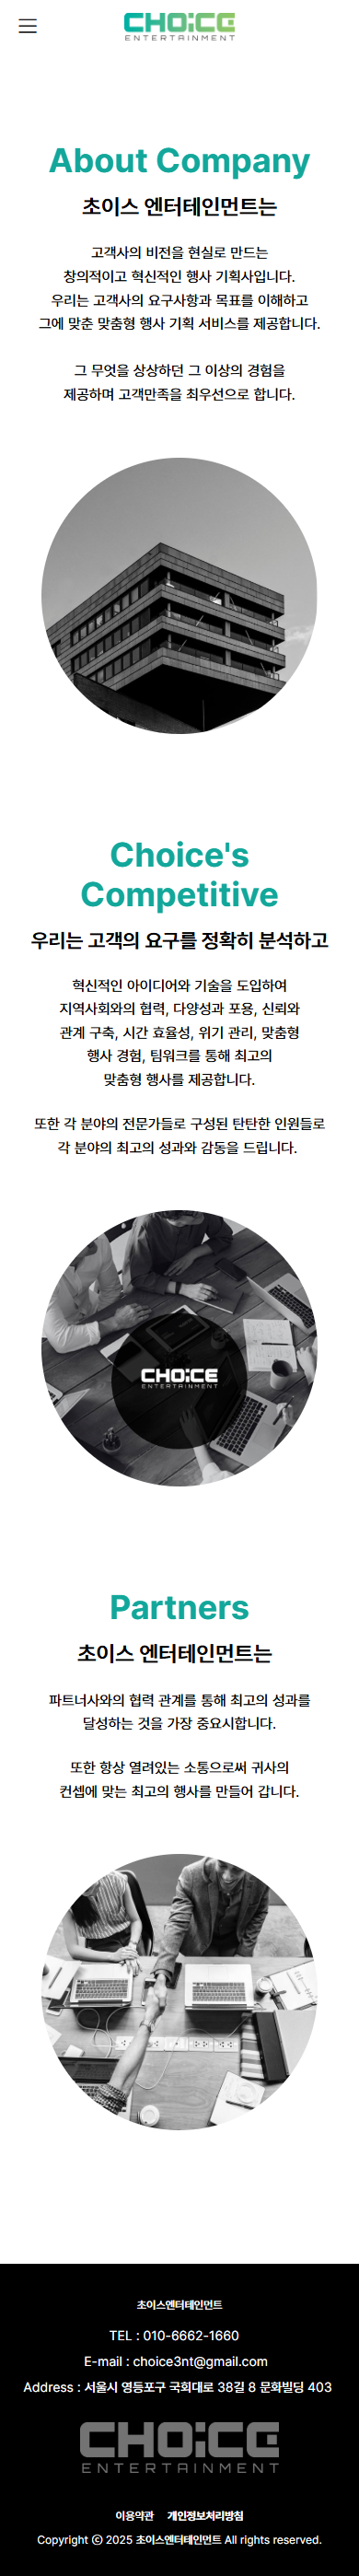 CHOICE
ENTERTAINMENT
About Company
초이스 엔터테인먼트는
고객사의 비전을 현실로 만드는
창의적이고 혁신적인 행사 기획사입니다.
우리는 고객사의 요구사항과 목표를 이해하고
그에 맞춘 맞춤형 행사 기획 서비스를 제공합니다.
그 무엇을 상상하던 그 이상의 경험을
제공하며 고객만족을 최우선으로 합니다.
Choice's
Competitive
우리는 고객의 요구를 정확히 분석하고
혁신적인 아이디어와 기술을 도입하여
지역사회와의 협력, 다양성과 포용, 신뢰와
관계 구축, 시간 효율성, 위기 관리, 맞춤형
행사 경험, 팀워크를 통해 최고의
맞춤형 행사를 제공합니다.
또한 각 분야의 전문가들로 구성된 탄탄한 인원들로
각 분야의 최고의 성과와 감동을 드립니다.
CHOICE
ENTERTAINMENT
Partners
초이스 엔터테인먼트는
파트너사와의 협력 관계를 통해 최고의 성과를
달성하는 것을 가장 중요시합니다.
또한 항상 열려있는 소통으로써 귀사의
컨셉에 맞는 최고의 행사를 만들어 갑니다.
초이스엔터테인먼트
TEL : 010-6662-1660
E-mail : choice3nt@gmail.com
Address : 서울시 영등포구 국회대로 38길 8 문화빌딩 403
CHOICE
ENTERTAINMENT
이용약관 개인정보처리방침
Copyright ⓒ 2025 초이스엔터테인먼트 All rights reserved.